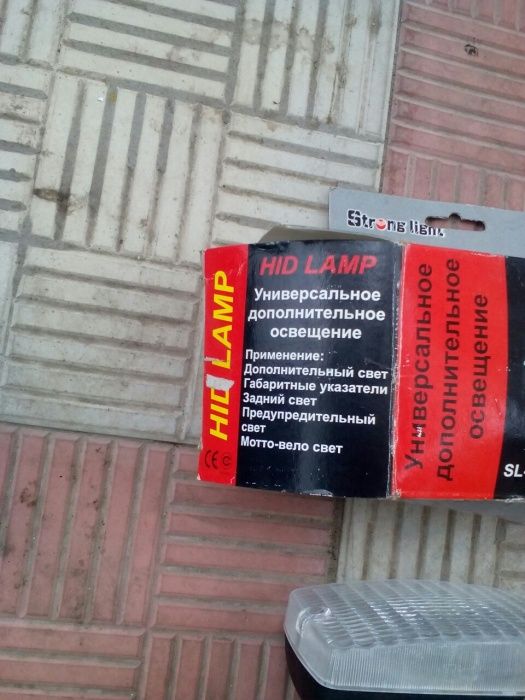 Strong light
HID LAMP
Универсальное
дополнительное
освещение
Применение:
Дополнительный свет
Габаритные указатели
Задний свет
Предупредительный
свет
Мотто-вело свет
HID LAMP
CE
Универсальное
дополнительное
освещение
SL-